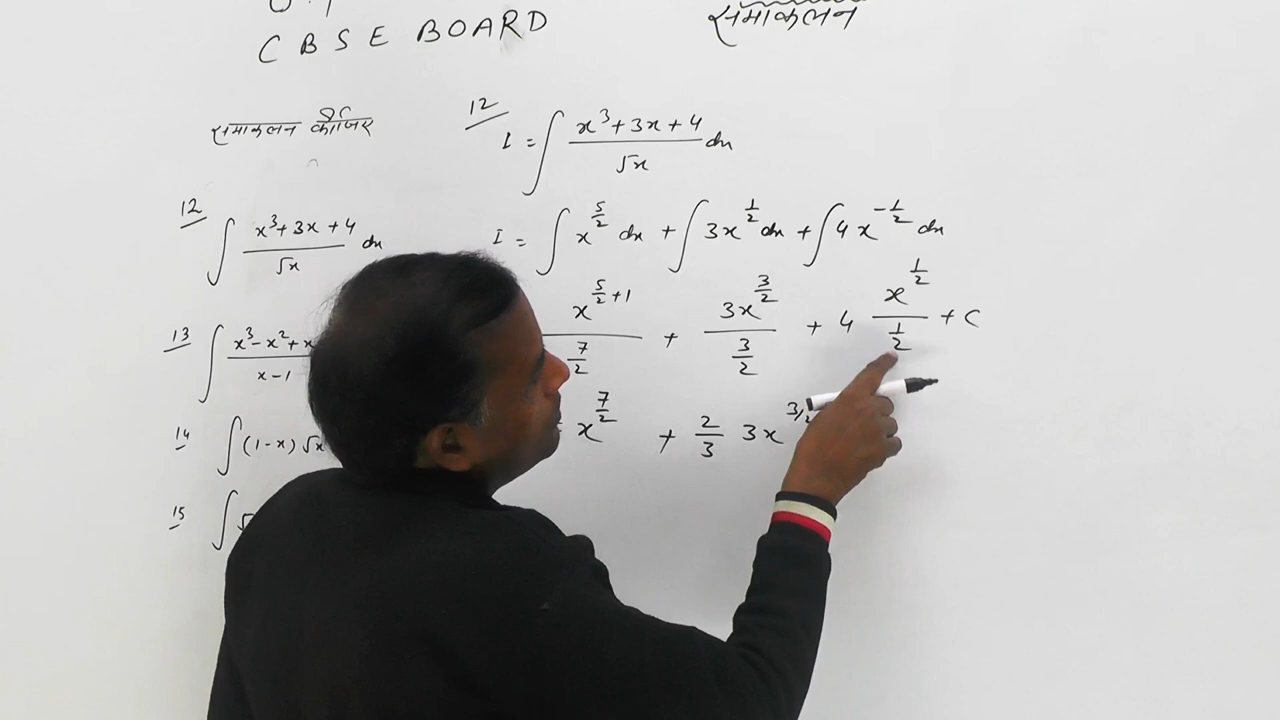 CBSE BOARD
समाकलन
समाकलन कीजिए
12
∫ x³+3x+4 / √x dx
13
∫ x³-x²+x / x-1
14
∫(1-x)√x
15
∫√
12
I = ∫ x³+3x+4 / √x dx
I = ∫ x^(5/2) dx + ∫ 3x^(1/2) dx + ∫ 4x^(-1/2) dx
x^(5/2 +1) / 7/2 + 3x^(3/2) / 3/2 + 4 x^(1/2) / 1/2 + C
x^(7/2) + 2/3 3x^(3/2)